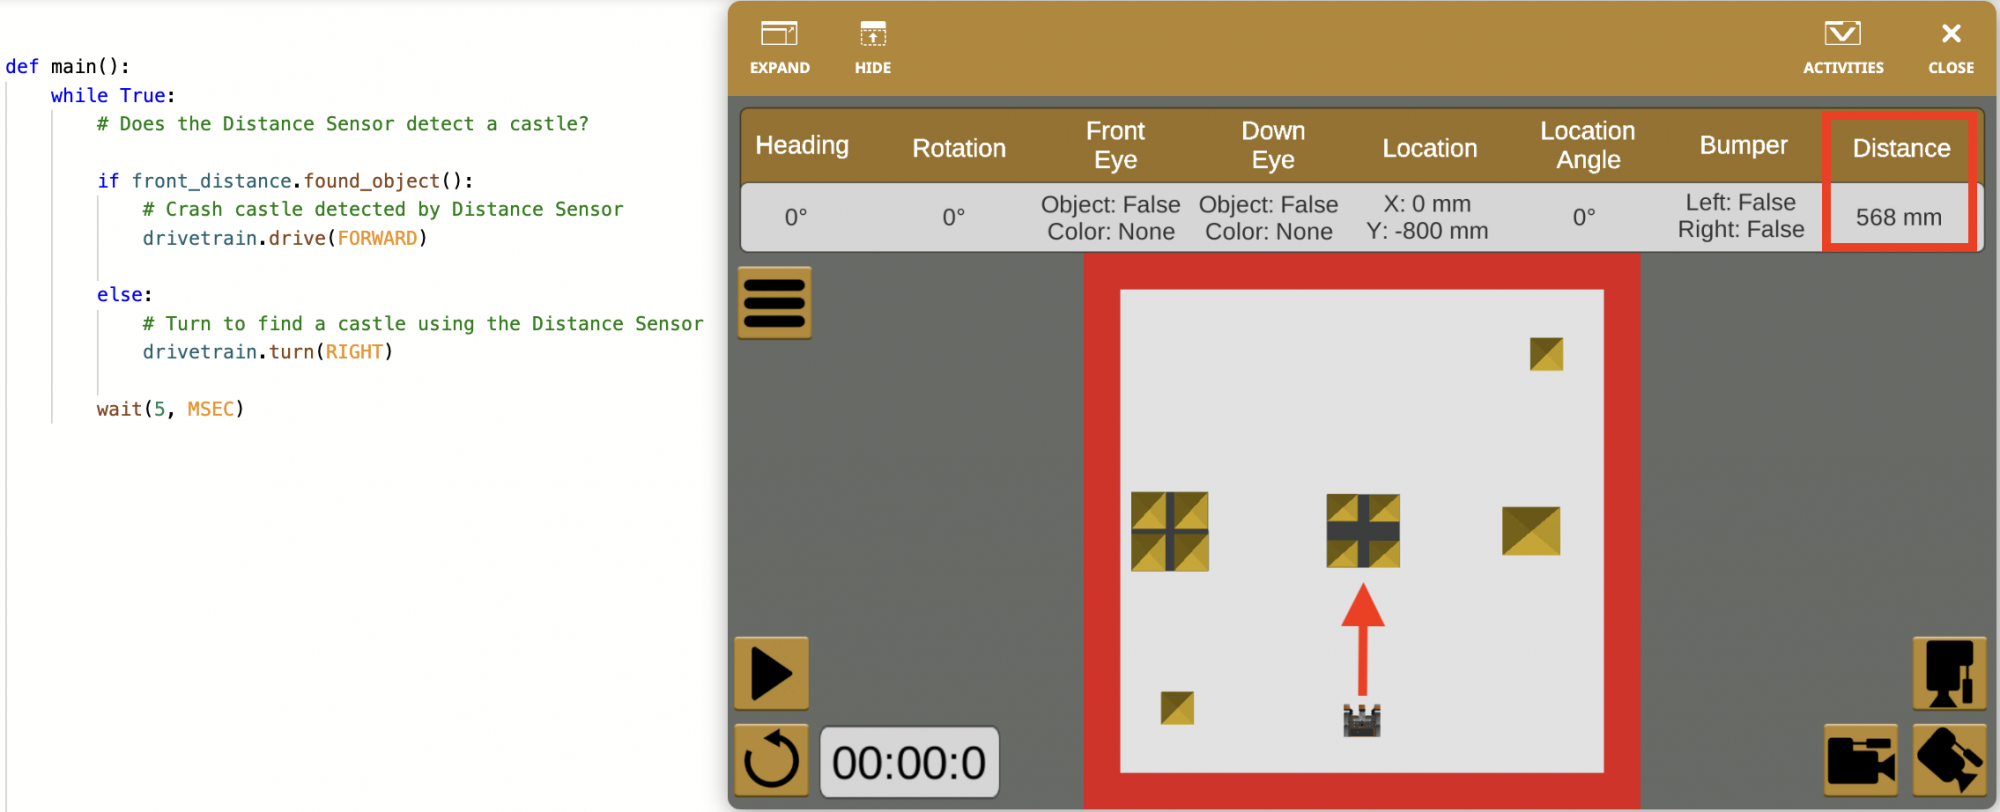 def main():
while True:
# Does the Distance Sensor detect a castle?
if front_distance.found_object():
# Crash castle detected by Distance Sensor
drivetrain.drive(FORWARD)
else:
# Turn to find a castle using the Distance Sensor
drivetrain.turn(RIGHT)
wait(5, MSEC)
EXPAND
HIDE
ACTIVITIES
CLOSE
Heading
Rotation
Front
Eye
Down
Eye
Location
Location
Angle
Bumper
Distance
0°
0°
Object: False
Color: None
Object: False
Color: None
X: 0 mm
Y: -800 mm
0°
Left: False
Right: False
568 mm
00:00:0